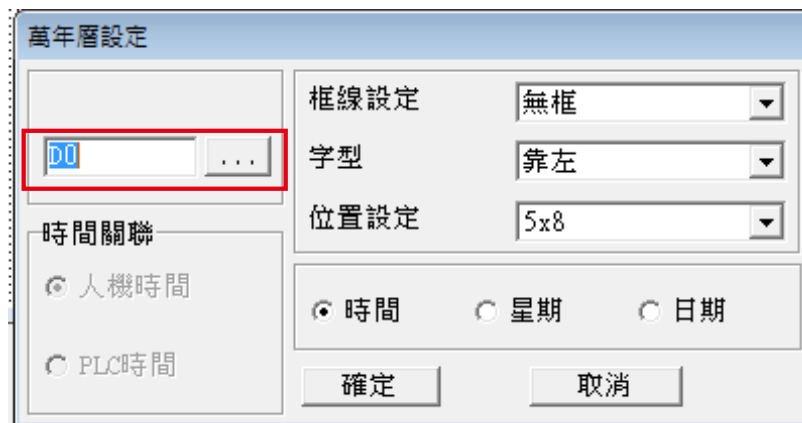 萬年曆設定
D0
...
時間關聯
人機時間
PLC時間
框線設定
無框
字型
靠左
位置設定
5x8
時間
星期
日期
確定
取消